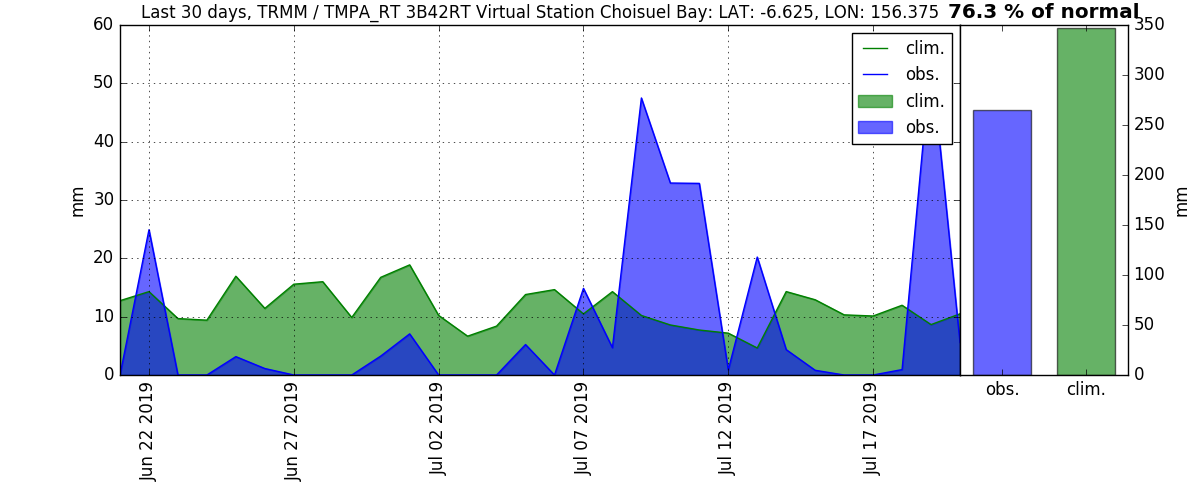 Last 30 days, TRMM / TMPA_RT 3B42RT Virtual Station Choisuel Bay: LAT: -6.625, LON: 156.375
76.3 % of normal
60
50
40
30
20
10
0
mm
clim.
obs.
clim.
obs.
Jun 22 2019
Jun 27 2019
Jul 02 2019
Jul 07 2019
Jul 12 2019
Jul 17 2019
350
300
250
200
150
100
50
0
mm
obs.
clim.